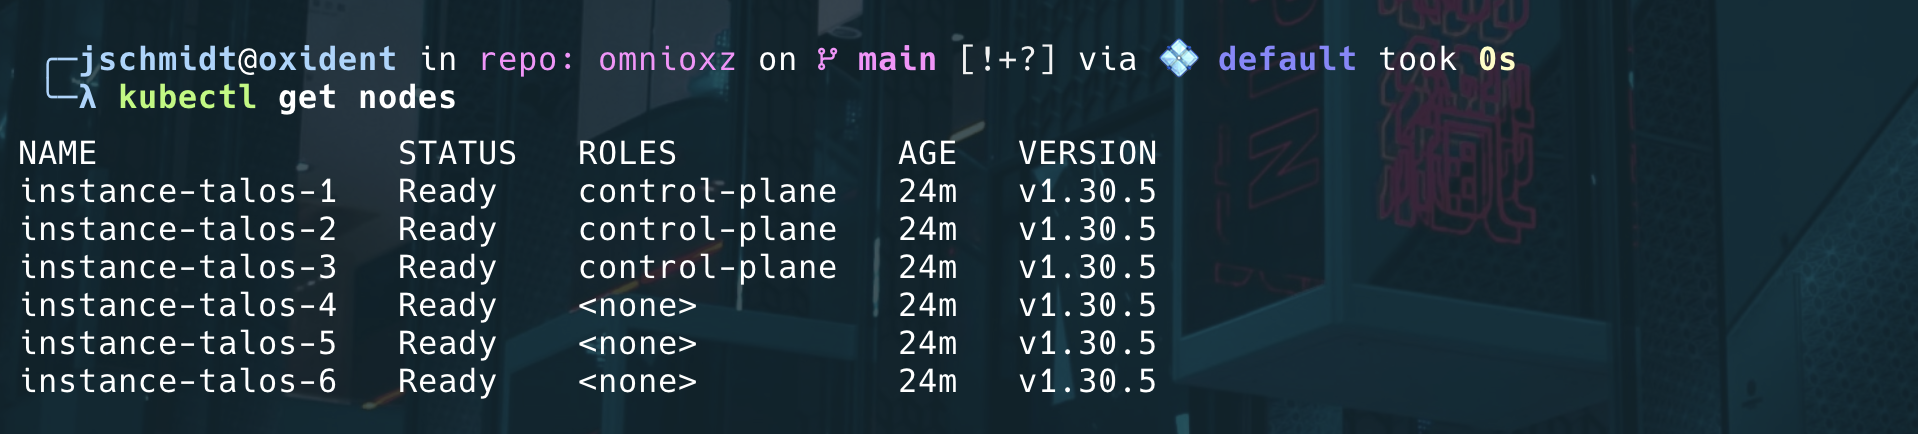 jschmidt@oxident in repo: omnioxz on main [!+?] via default took 0s
λ kubectl get nodes
NAME STATUS ROLES AGE VERSION
instance-talos-1 Ready control-plane 24m v1.30.5
instance-talos-2 Ready control-plane 24m v1.30.5
instance-talos-3 Ready control-plane 24m v1.30.5
instance-talos-4 Ready <none> 24m v1.30.5
instance-talos-5 Ready <none> 24m v1.30.5
instance-talos-6 Ready <none> 24m v1.30.5